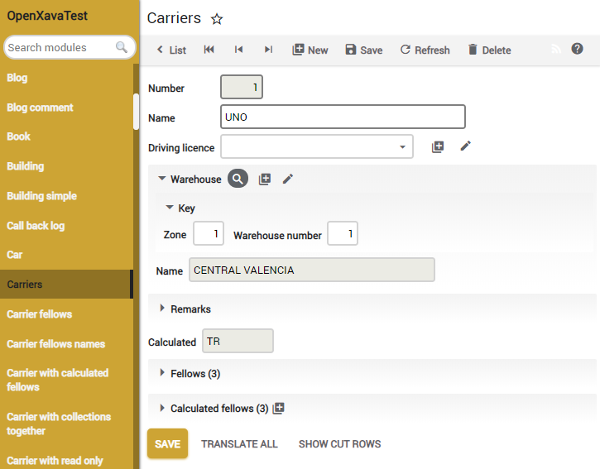 OpenXavaTest
Search modules
Blog
Blog comment
Book
Building
Building simple
Call back log
Car
Carriers
Carrier fellows
Carrier fellows names
Carrier with calculated
fellows
Carrier with collections
together
Carrier with read only
Carriers
List New Save Refresh Delete
Number 1
Name UNO
Driving licence
Warehouse
Key
Zone 1 Warehouse number 1
Name CENTRAL VALENCIA
Remarks
Calculated TR
Fellows (3)
Calculated fellows (3)
SAVE TRANSLATE ALL SHOW CUT ROWS